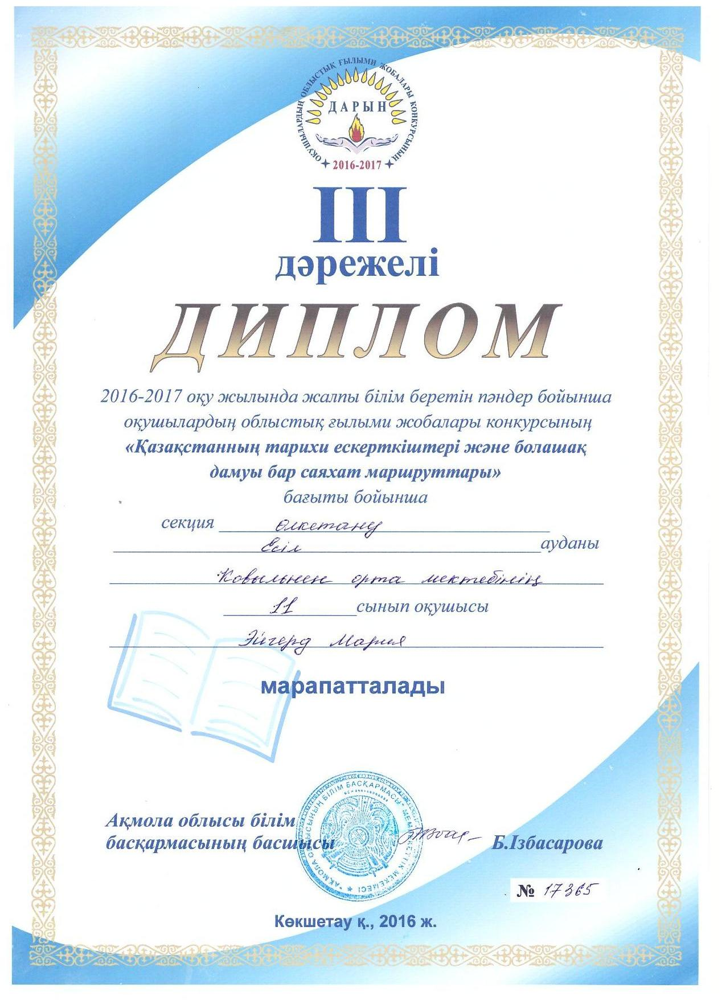 ОҚУШЫЛАРДЫҢ ОБЛЫСТЫҚ ҒЫЛЫМИ ЖОБАЛАРЫ КОНКУРСЫНЫҢ
ДАРЫН
2016-2017
III
дәрежелі
ДИПЛОМ
2016-2017 оқу жылында жалпы білім беретін пәндер бойынша
оқушылардың облыстық ғылыми жобалары конкурсының
«Қазақстанның тарихи ескерткіштері және болашақ
дамуы бар саяхат маршруттары»
бағыты бойынша
секция Өлкетану
Есіл ауданы
Ковыльнен орта мектебінің
11 сынып оқушысы
Эйгерд Мария
марапатталады
Ақмола облысы білім
басқармасының басшысы Б.Ізбасарова
"АҚМОЛА ОБЛЫСЫНЫҢ БІЛІМ БАСҚАРМАСЫ" МЕМЛЕКЕТТІК МЕКЕМЕСІ
№ 17365
Көкшетау қ., 2016 ж.